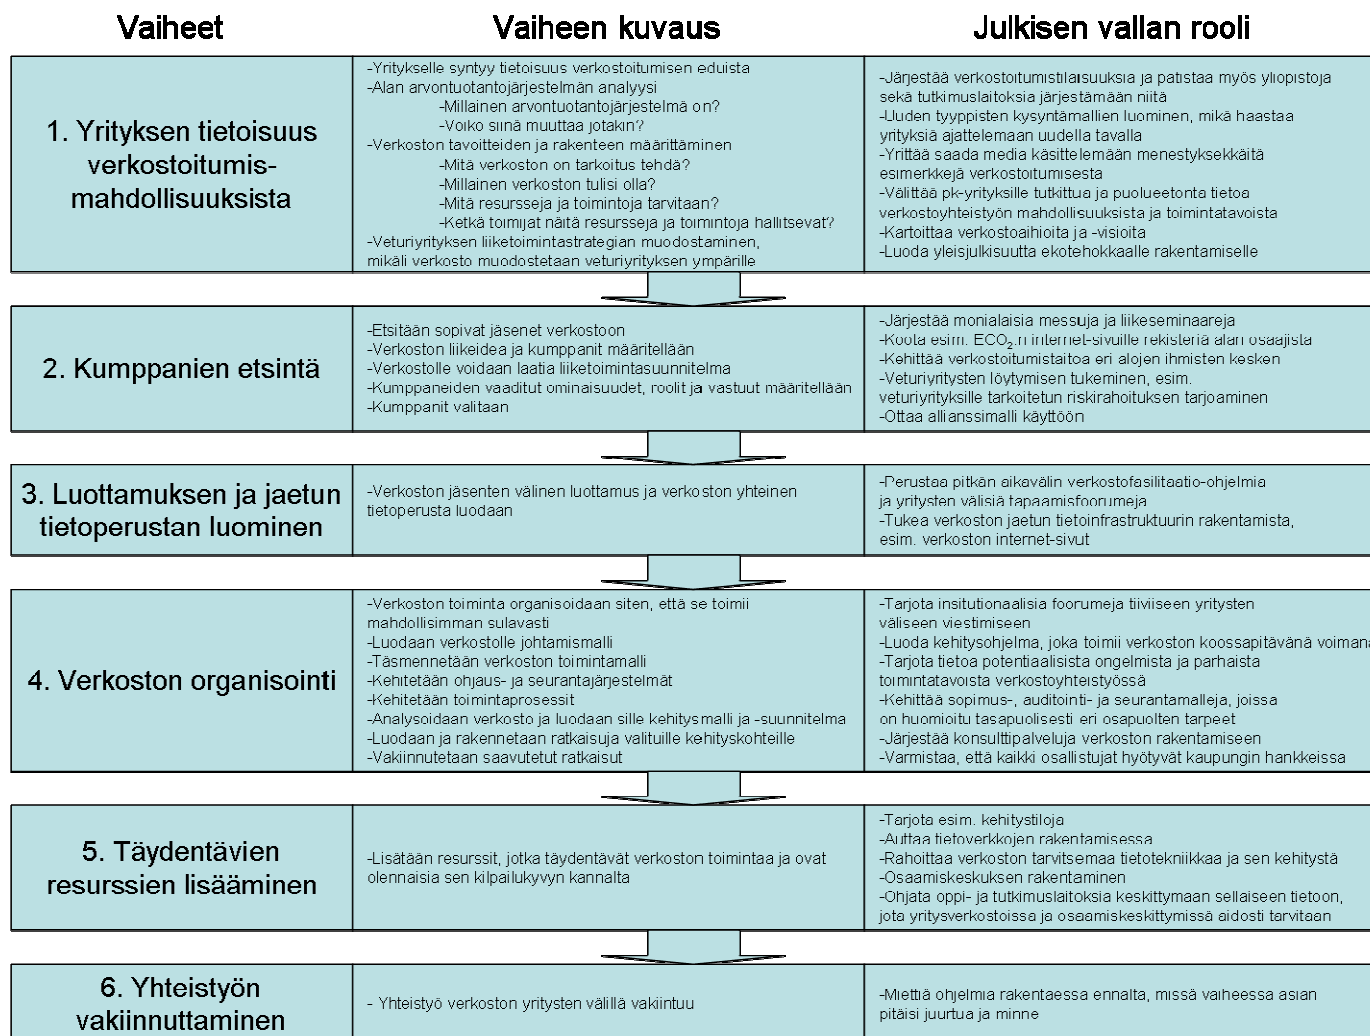 Vaiheet
Vaiheen kuvaus
Julkisen vallan rooli
1. Yrityksen tietoisuus
verkostoitumis-
mahdollisuuksista
-Yritykselle syntyy tietoisuus verkostoitumisen eduista
-Alan arvontuotantojärjestelmän analyysi
-Millainen arvontuotantojärjestelmä on?
-Voiko siinä muuttaa jotakin?
-Verkoston tavoitteiden ja rakenteen määrittäminen
-Mitä verkoston on tarkoitus tehdä?
-Millainen verkoston tulisi olla?
-Mitä resursseja ja toimintoja tarvitaan?
-Ketkä toimijat näitä resursseja ja toimintoja hallitsevat?
-Veturiyrityksen liiketoimintastrategian muodostaminen,
mikäli verkosto muodostetaan veturiyrityksen ympärille
-Järjestää verkostoitumistilaisuuksia ja patistaa myös yliopistoja
sekä tutkimuslaitoksia järjestämään niitä
-Uuden tyyppisten kysyntämallien luominen, mikä haastaa
yrityksiä ajattelemaan uudella tavalla
-Yrittää saada media käsittelemään menestyksekkäitä
esimerkkejä verkostoitumisesta
-Välittää pk-yrityksille tutkittua ja puolueetonta tietoa
verkostoyhteistyön mahdollisuuksista ja toimintatavoista
-Kartoittaa verkostoaihioita ja -visioita
-Luoda yleisjulkisuutta ekotehokkaalle rakentamiselle
2. Kumppanien etsintä
-Etsitään sopivat jäsenet verkostoon
-Verkoston liikeidea ja kumppanit määritellään
-Verkostolle voidaan laatia liiketoimintasuunnitelma
-Kumppaneiden vaaditut ominaisuudet, roolit ja vastuut määritellään
-Kumppanit valitaan
-Järjestää monialaisia messuja ja liikeseminaareja
-Koota esim. ECO₂:n internet-sivuille rekisteriä alan osaajista
-Kehittää verkostoitumistaitoa eri alojen ihmisten kesken
-Veturiyritysten löytymisen tukeminen, esim.
veturiyrityksille tarkoitetun riskirahoituksen tarjoaminen
-Ottaa allianssimalli käyttöön
3. Luottamuksen ja jaetun
tietoperustan luominen
-Verkoston jäsenten välinen luottamus ja verkoston yhteinen
tietoperusta luodaan
-Perustaa pitkän aikavälin verkostofasilitaatio-ohjelmia
ja yritysten välisiä tapaamisfoorumeja
-Tukea verkoston jaetun tietoinfrastruktuurin rakentamista,
esim. verkoston internet-sivut
4. Verkoston organisointi
-Verkoston toiminta organisoidaan siten, että se toimii
mahdollisimman sulavasti
-Luodaan verkostolle johtamismalli
-Täsmennetään verkoston toimintamalli
-Kehitetään ohjaus- ja seurantajärjestelmät
-Kehitetään toimintaprosessit
-Analysoidaan verkosto ja luodaan sille kehitysmalli ja -suunnitelma
-Luodaan ja rakennetaan ratkaisuja valituille kehityskohteille
-Vakiinnutetaan saavutetut ratkaisut
-Tarjota insitutionaalisia foorumeja tiiviiseen yritysten
väliseen viestimiseen
-Luoda kehitysohjelma, joka toimii verkoston koossapitävänä voimana
-Tarjota tietoa potentiaalisista ongelmista ja parhaista
toimintatavoista verkostoyhteistyössä
-Kehittää sopimus-, auditointi- ja seurantamalleja, joissa
on huomioitu tasapuolisesti eri osapuolten tarpeet
-Järjestää konsulttipalveluja verkoston rakentamiseen
-Varmistaa, että kaikki osallistujat hyötyvät kaupungin hankkeissa
5. Täydentävien
resurssien lisääminen
-Lisätään resurssit, jotka täydentävät verkoston toimintaa ja ovat
olennaisia sen kilpailukyvyn kannalta
-Tarjota esim. kehitystiloja
-Auttaa tietoverkkojen rakentamisessa
-Rahoittaa verkoston tarvitsemaa tietotekniikkaa ja sen kehitystä
-Osaamiskeskuksen rakentaminen
-Ohjata oppi- ja tutkimuslaitoksia keskittymaan sellaiseen tietoon,
jota yritysverkostoissa ja osaamiskeskittymissä aidosti tarvitaan
6. Yhteistyön
vakiinnuttaminen
- Yhteistyö verkoston yritysten välillä vakiintuu
-Miettiä ohjelmia rakentaessa ennalta, missä vaiheessa asian
pitäisi juurtua ja minne